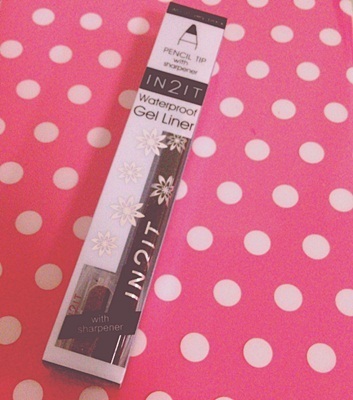 A
PENCIL TIP
with
sharpener
IN2IT
Waterproof
Gel Liner
IN2IT
with
sharpener